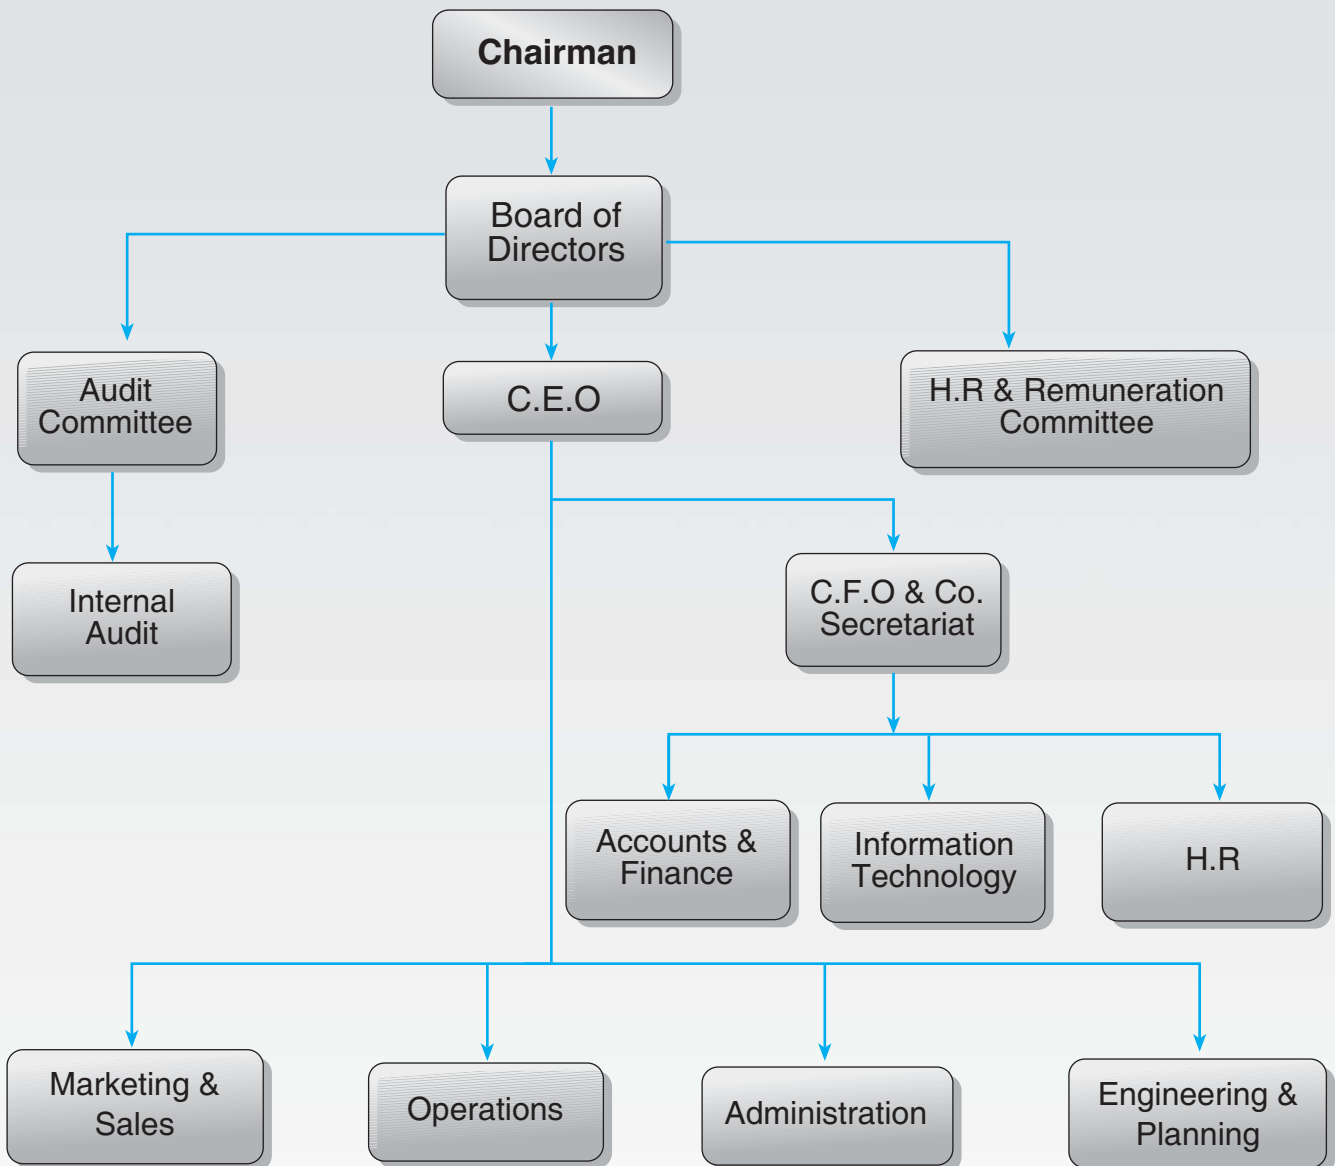 Chairman
Board of
Directors
Audit
Committee
C.E.O
H.R & Remuneration
Committee
Internal
Audit
C.F.O & Co.
Secretariat
Accounts &
Finance
Information
Technology
H.R
Marketing &
Sales
Operations
Administration
Engineering &
Planning